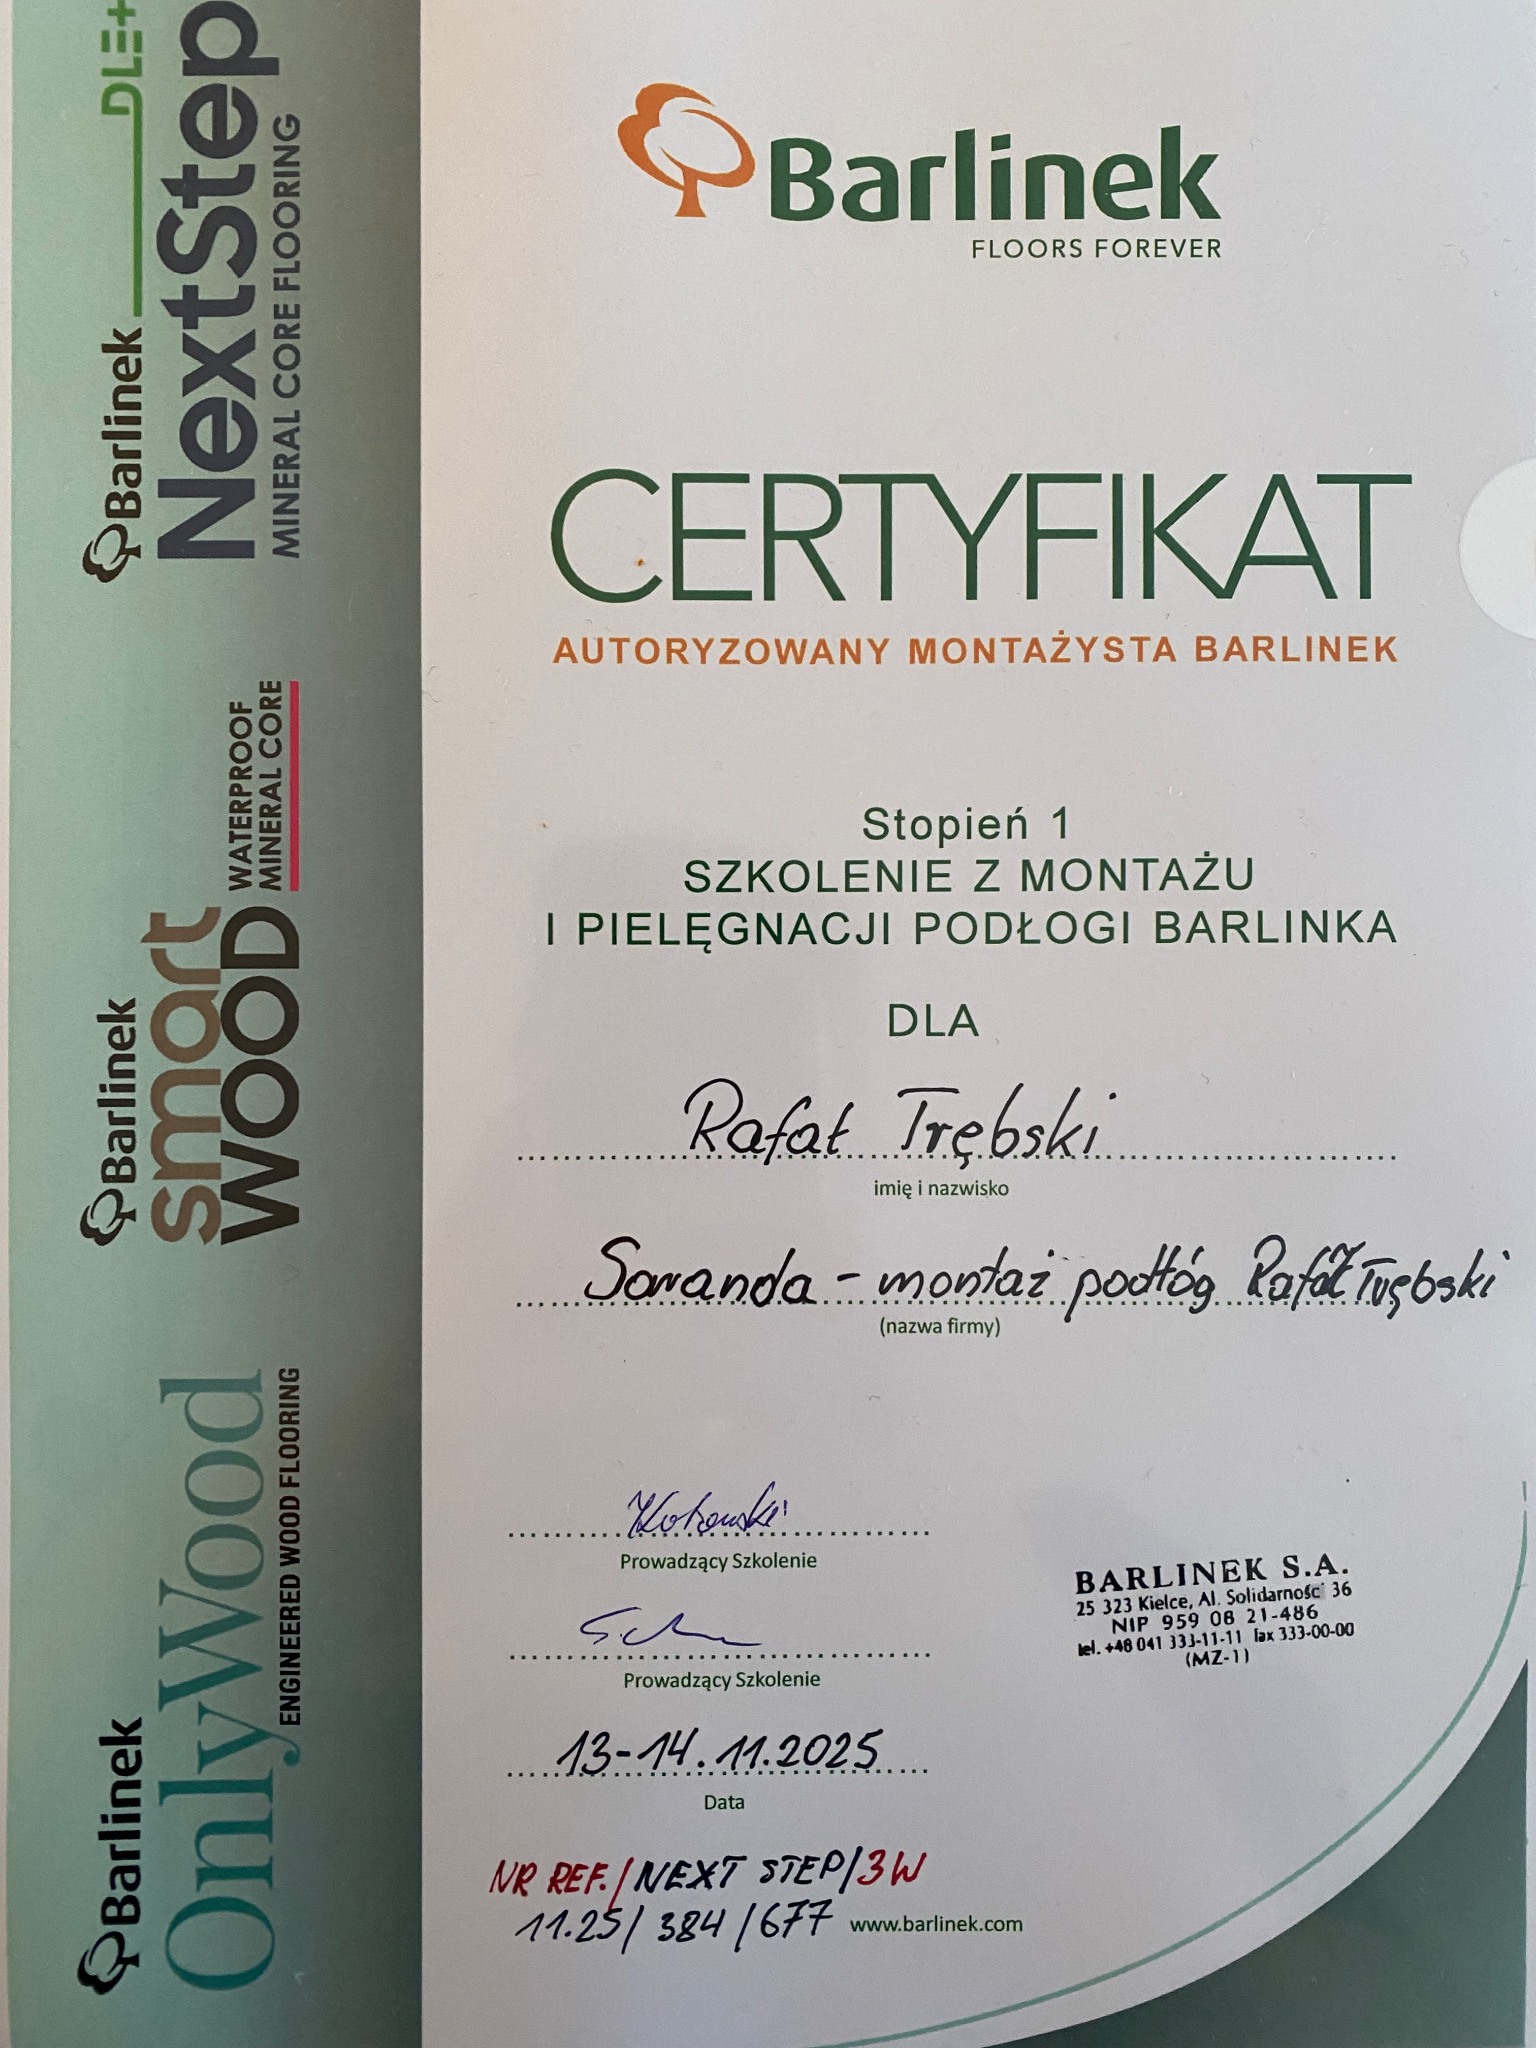 Barlinek
FLOORS FOREVER
CERTYFIKAT
AUTORYZOWANY MONTAŻYSTA BARLINEK
Stopień 1
SZKOLENIE Z MONTAŻU
I PIELĘGNACJI PODŁOGI BARLINKA
DLA
Rafał Trębski
imię i nazwisko
Soranda - montaż podłóg Rafał Trębski
(nazwa firmy)
Prowadzący Szkolenie
Prowadzący Szkolenie
BARLINEK S.A.
25 323 Kielce, Al. Solidarności 36
NIP 959 08 21-486
tel. +48 041 333-11-11 fax 333-00-00
(MZ-1)
13-14.11.2025
Data
NR REF./NEXT STEP/3W
11.25/384/677
www.barlinek.com
Barlinek
OnlyWood
ENGINEERED WOOD FLOORING
Barlinek
smart
WOOD
WATERPROOF
MINERAL CORE
Barlinek
NextStep
MINERAL CORE FLOORING